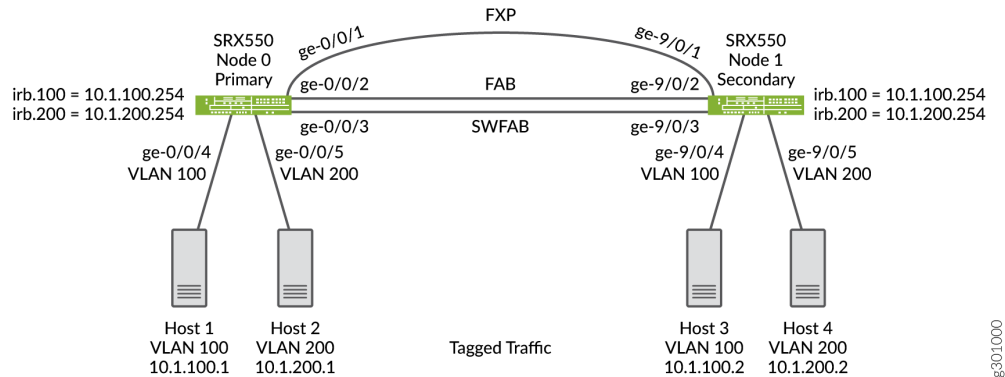 FXP
ge-0/0/1
ge-9/0/1
SRX550
Node 0
Primary
SRX550
Node 1
Secondary
ge-0/0/2
FAB
ge-9/0/2
irb.100 = 10.1.100.254
irb.200 = 10.1.200.254
irb.100 = 10.1.100.254
irb.200 = 10.1.200.254
ge-0/0/3
SWFAB
ge-9/0/3
ge-0/0/4
VLAN 100
ge-0/0/5
VLAN 200
ge-9/0/4
VLAN 100
ge-9/0/5
VLAN 200
Host 1
VLAN 100
10.1.100.1
Host 2
VLAN 200
10.1.200.1
Tagged Traffic
Host 3
VLAN 100
10.1.100.2
Host 4
VLAN 200
10.1.200.2
g301000